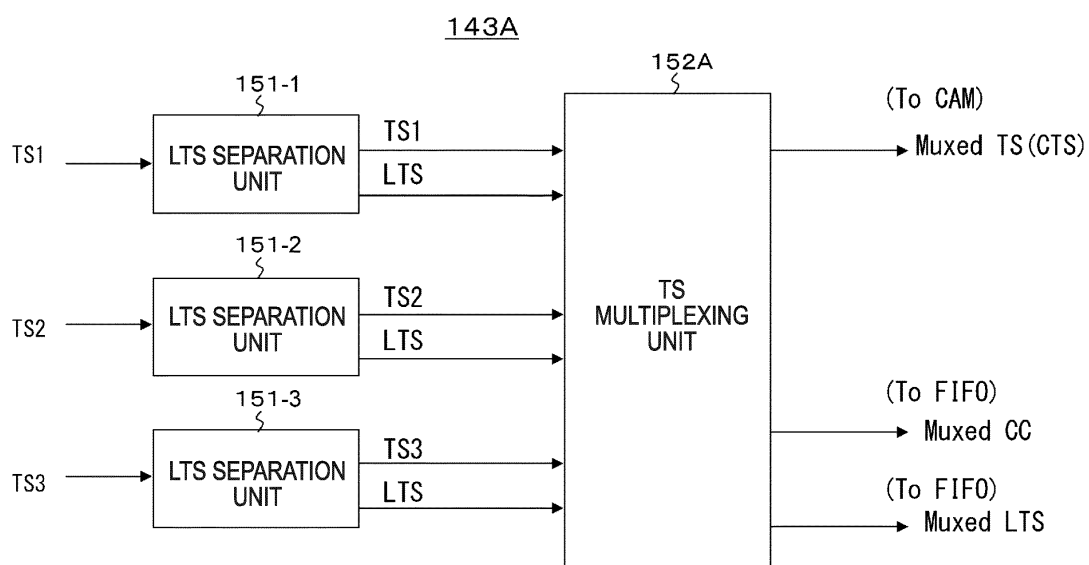 143A
151-1
152A
(To CAM)
TS1
LTS SEPARATION
UNIT
TS1
LTS
Muxed TS(CTS)
151-2
TS2
LTS SEPARATION
UNIT
TS2
LTS
TS
MULTIPLEXING
UNIT
151-3
(To FIFO)
Muxed CC
TS3
LTS SEPARATION
UNIT
TS3
LTS
(To FIFO)
Muxed LTS